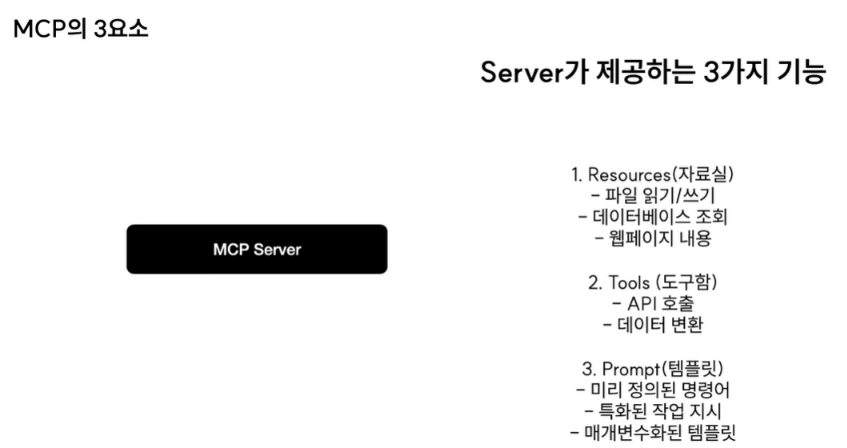 MCP의 3요소
Server가 제공하는 3가지 기능
MCP Server
1. Resources(자료실)
– 파일 읽기/쓰기
– 데이터베이스 조회
– 웹페이지 내용
2. Tools (도구함)
– API 호출
– 데이터 변환
3. Prompt(템플릿)
– 미리 정의된 명령어
– 특화된 작업 지시
– 매개변수화된 템플릿